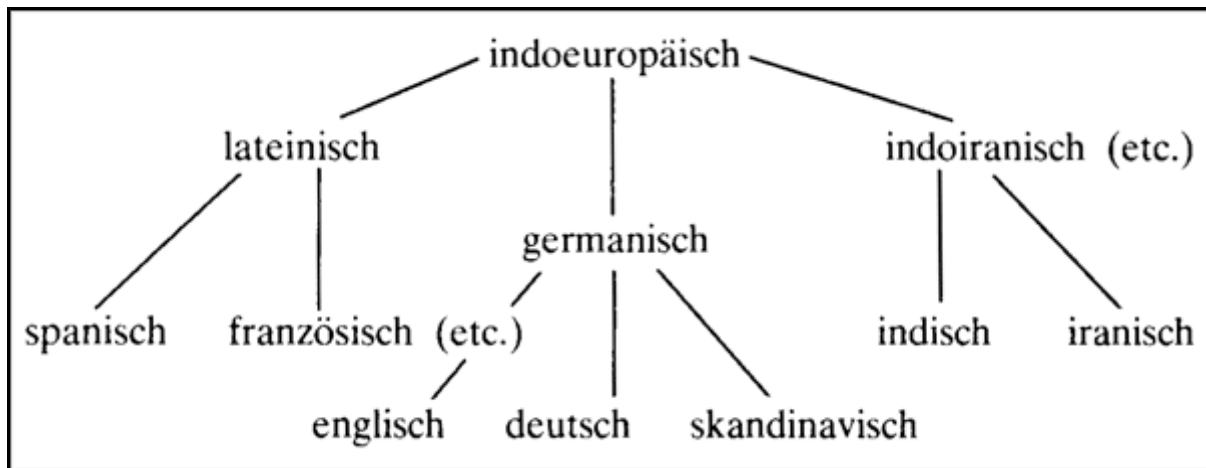 indoeuropäisch
lateinisch indoiranisch (etc.)
germanisch
spanisch französisch (etc.) indisch iranisch
englisch deutsch skandinavisch